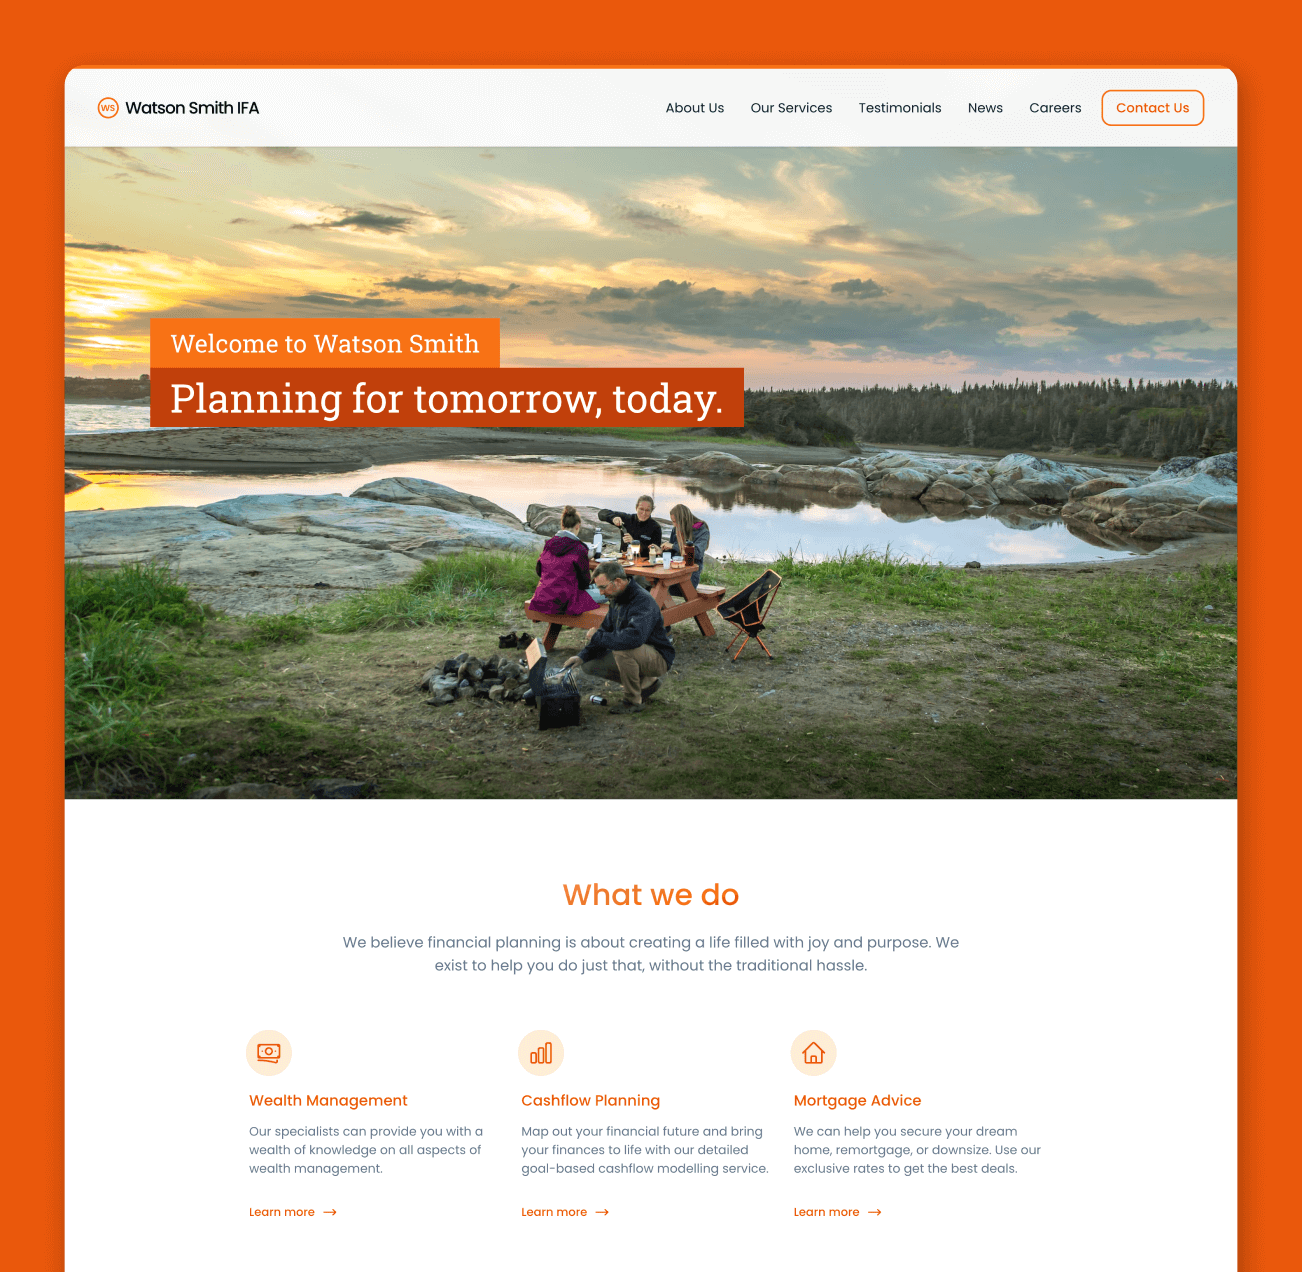 WS Watson Smith IFA
About Us Our Services Testimonials News Careers Contact Us
Welcome to Watson Smith
Planning for tomorrow, today.
What we do
We believe financial planning is about creating a life filled with joy and purpose. We
exist to help you do just that, without the traditional hassle.
Wealth Management
Our specialists can provide you with a
wealth of knowledge on all aspects of
wealth management.
Learn more
Cashflow Planning
Map out your financial future and bring
your finances to life with our detailed
goal-based cashflow modelling service.
Learn more
Mortgage Advice
We can help you secure your dream
home, remortgage, or downsize. Use our
exclusive rates to get the best deals.
Learn more